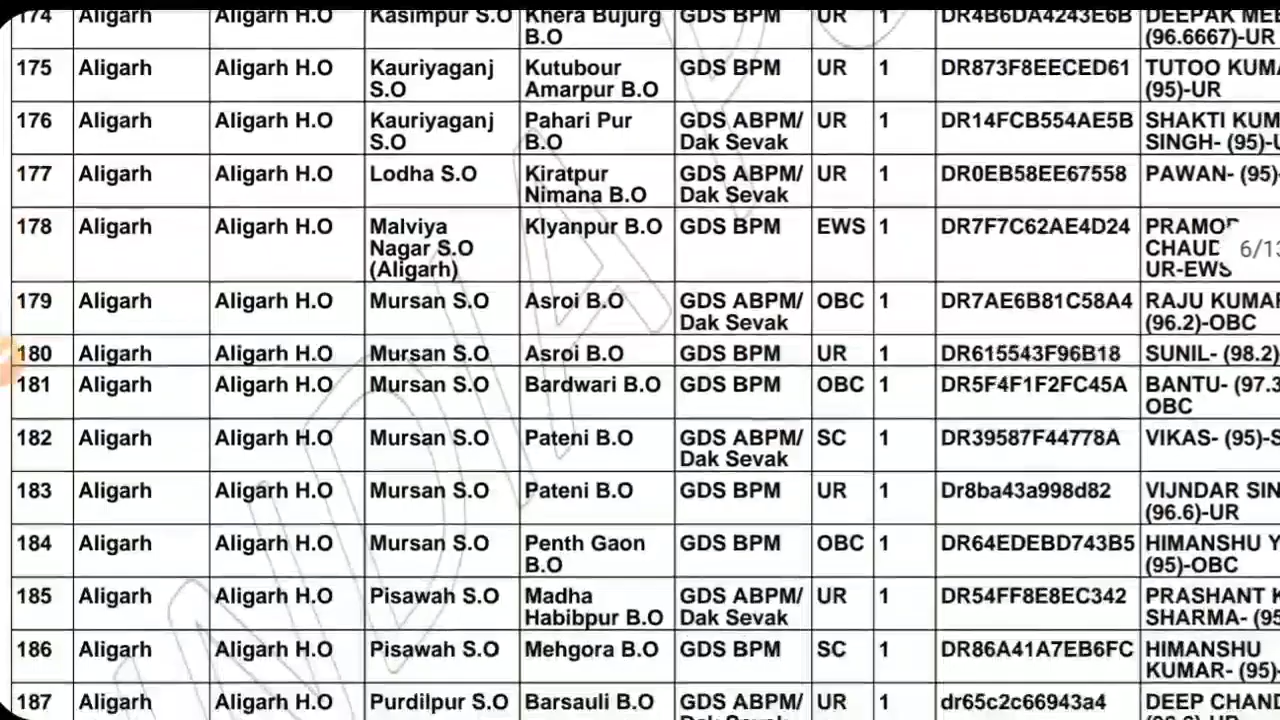 174 Aligarh Aligarh H.O Kasimpur S.O Khera Bujurg GDS BPM UR 1 DR4B6DA4243E6B DEEPAK
B.O (96.6667)-UR
175 Aligarh Aligarh H.O Kauriyaganj Kutubour GDS BPM UR 1 DR873F8EECED61 TUTOO
S.O Amarpur B.O (95)-UR
176 Aligarh Aligarh H.O Kauriyaganj Pahari Pur GDS ABPM/ UR 1 DR14FCB554AE5B SHAKTI
S.O B.O Dak Sevak SINGH- (95)-
177 Aligarh Aligarh H.O Lodha S.O Kiratpur GDS ABPM/ UR 1 DR0EB58EE67558 PAWAN- (95)-
Nimana B.O Dak Sevak
178 Aligarh Aligarh H.O Malviya Klyanpur B.O GDS BPM EWS 1 DR7F7C62AE4D24
Nagar S.O 6/13
(Aligarh) UR-EWS
179 Aligarh Aligarh H.O Mursan S.O Asroi B.O GDS ABPM/ OBC 1 DR7AE6B81C58A4 RAJU KUMAR
Dak Sevak (96.2)-OBC
180 Aligarh Aligarh H.O Mursan S.O Asroi B.O GDS BPM UR 1 DR615543F96B18 SUNIL- (98.2)
181 Aligarh Aligarh H.O Mursan S.O Bardwari B.O GDS BPM OBC 1 DR5F4F1F2FC45A BANTU- (97.3
OBC
182 Aligarh Aligarh H.O Mursan S.O Pateni B.O GDS ABPM/ SC 1 DR39587F44778A VIKAS- (95)-S
Dak Sevak
183 Aligarh Aligarh H.O Mursan S.O Pateni B.O GDS BPM UR 1 Dr8ba43a998d82 VIJNDAR
(96.6)-UR
184 Aligarh Aligarh H.O Mursan S.O Penth Gaon GDS BPM OBC 1 DR64EDEBD743B5 HIMANSHU Y
B.O (95)-OBC
185 Aligarh Aligarh H.O Pisawah S.O Madha GDS ABPM/ UR 1 DR54FF8E8EC342 PRASHANT K
Habibpur B.O Dak Sevak SHARMA- (95
186 Aligarh Aligarh H.O Pisawah S.O Mehgora B.O GDS BPM SC 1 DR86A41A7EB6FC HIMANSHU
KUMAR- (95)-
187 Aligarh Aligarh H.O Purdilpur S.O Barsauli B.O GDS ABPM/ UR 1 dr65c2c66943a4 DEEP CHAND
Dak Sevak